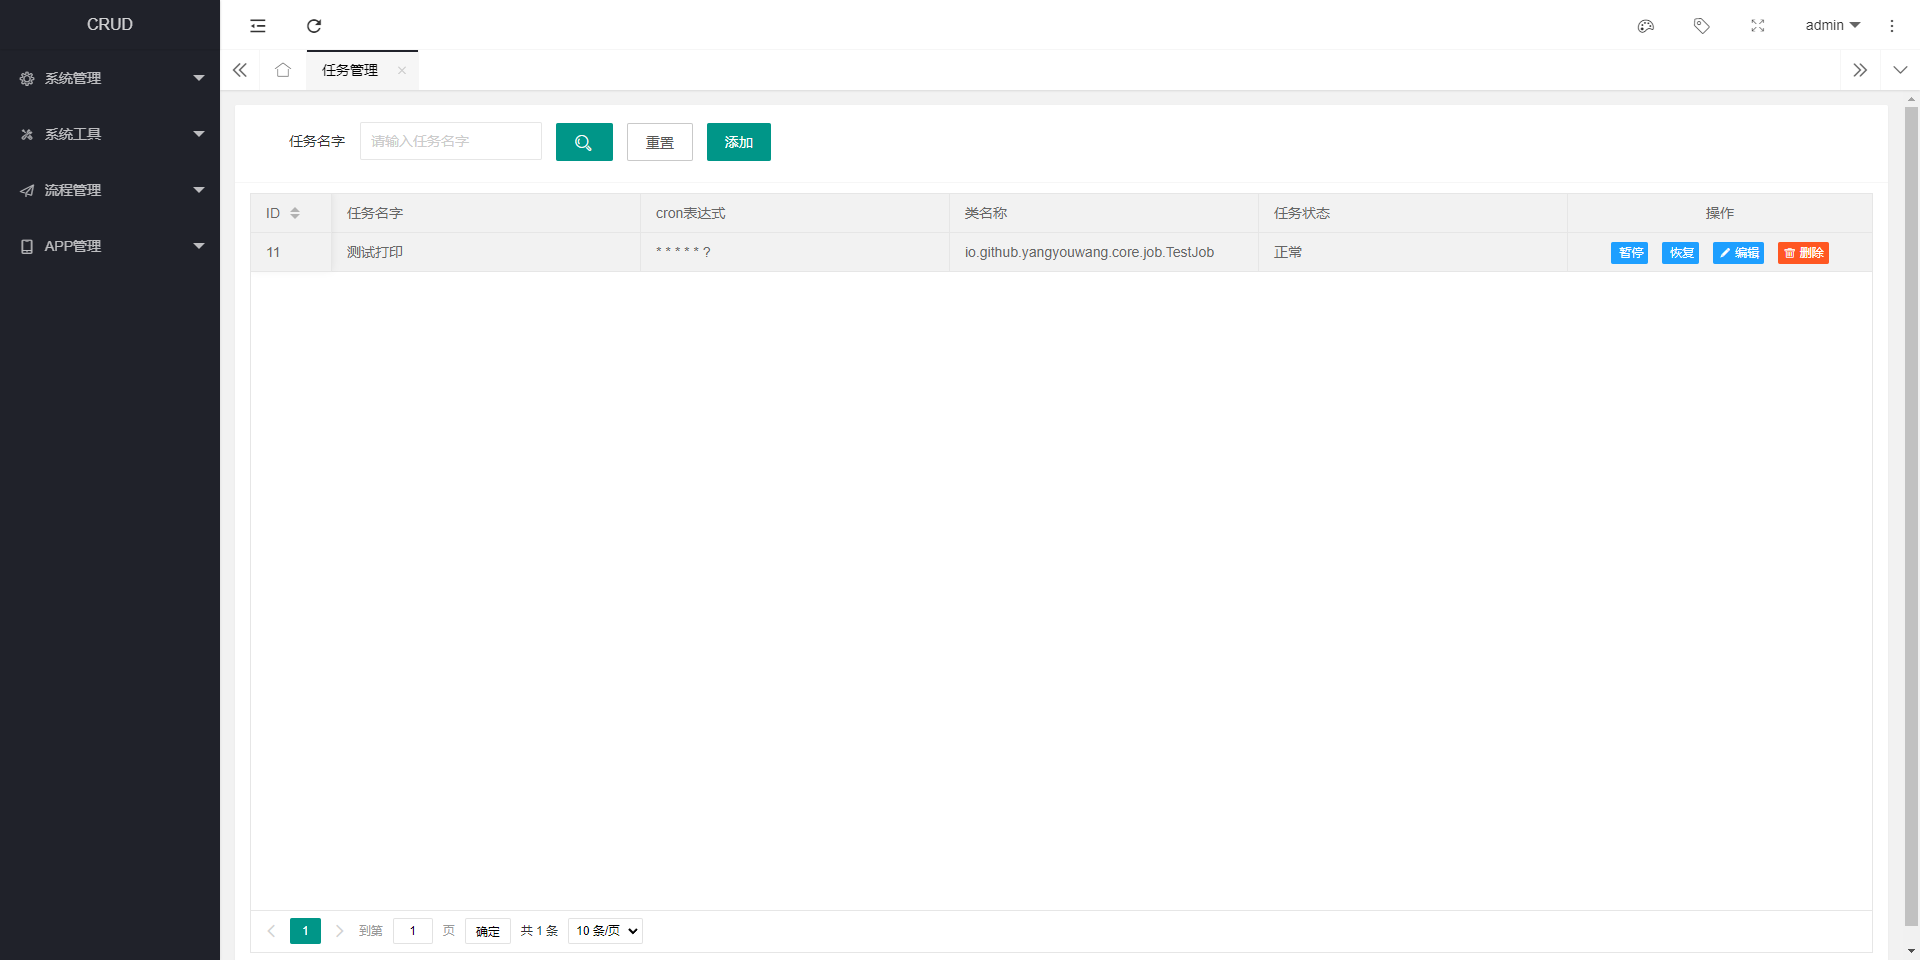 CRUD
admin
系统管理
系统工具
流程管理
APP管理
任务管理
任务名字 请输入任务名字 重置 添加
ID 任务名字 cron表达式 类名称 任务状态 操作
11 测试打印 * * * * * ? io.github.yangyouwang.core.job.TestJob 正常 暂停 恢复 编辑 删除
1 到第 1 页 确定 共 1 条 10 条/页